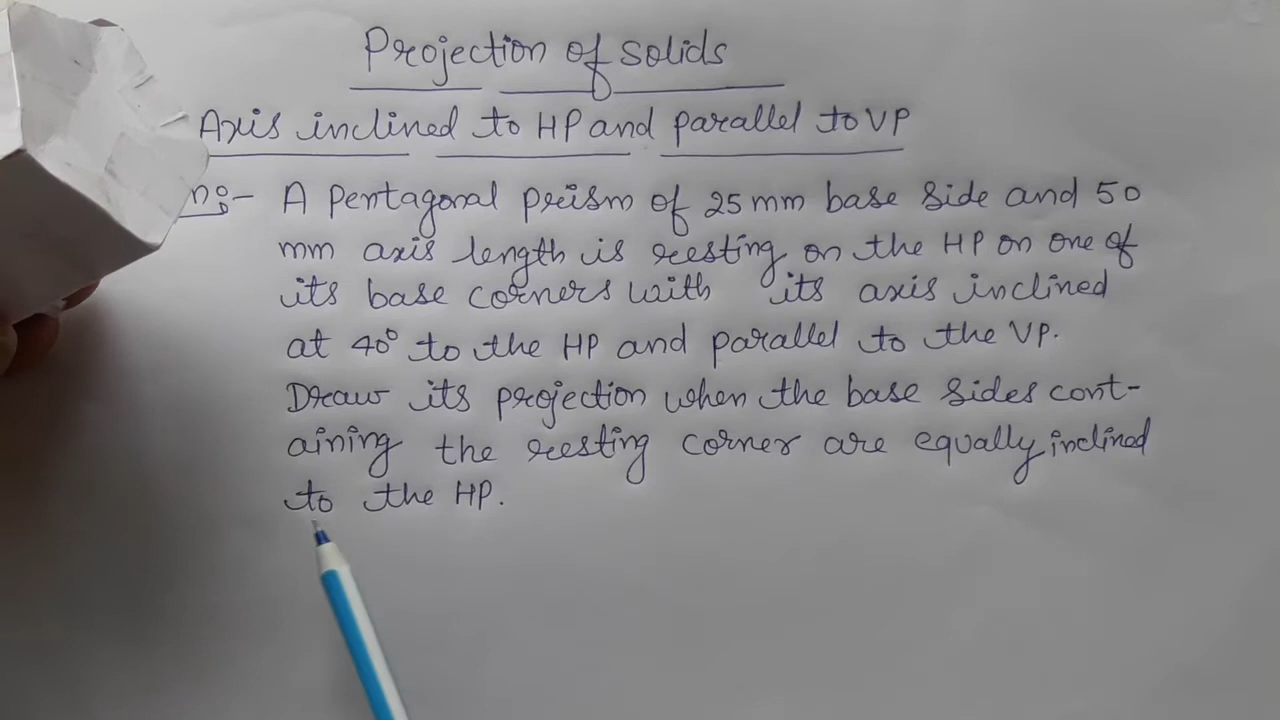 Projection of solids
Axis inclined to HP and parallel to VP
A pentagonal prism of 25 mm base side and 50
mm axis length is resting on the HP on one of
its base corners with its axis inclined
at 40° to the HP and parallel to the VP.
Draw its projection when the base sides cont-
aining the resting corner are equally inclined
to the HP.